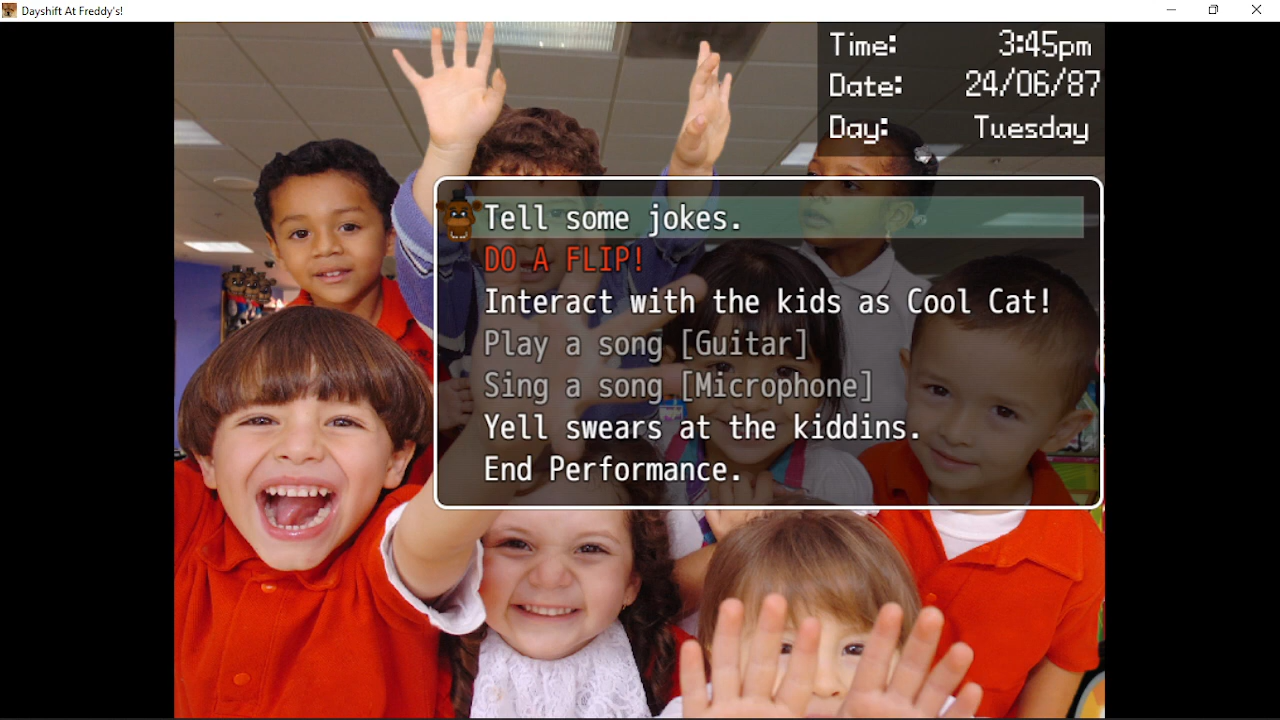 Dayshift At Freddy's!
Time: 3:45pm
Date: 24/06/87
Day: Tuesday
Tell some jokes.
DO A FLIP!
Interact with the kids as Cool Cat!
Play a song [Guitar]
Sing a song [Microphone]
Yell swears at the kiddins.
End Performance.